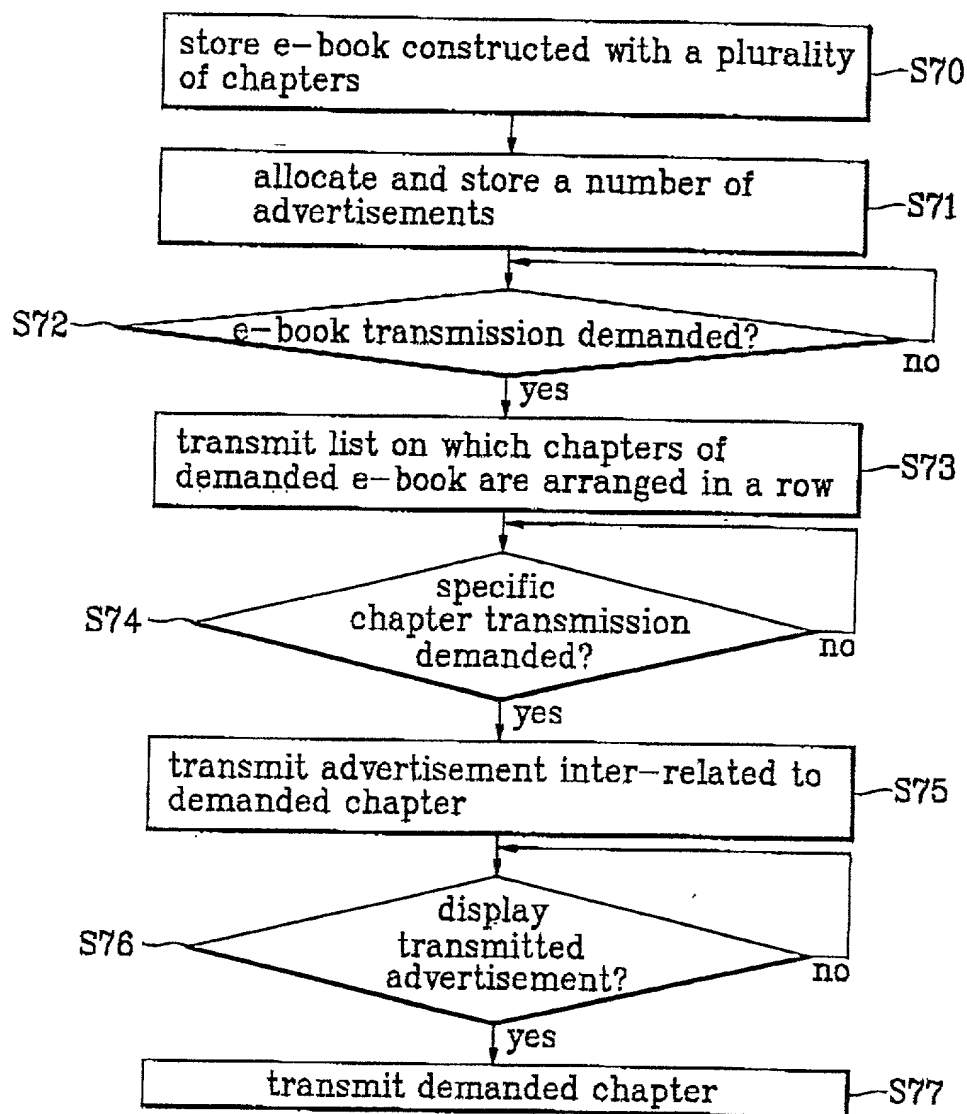 store e-book constructed with a plurality
of chapters
S70
allocate and store a number of
advertisements
S71
S72
e-book transmission demanded?
no
yes
transmit list on which chapters of
demanded e-book are arranged in a row
S73
specific
chapter transmission
demanded?
S74
no
yes
transmit advertisement inter-related to
demanded chapter
S75
display
transmitted
advertisement?
S76
no
yes
transmit demanded chapter
S77